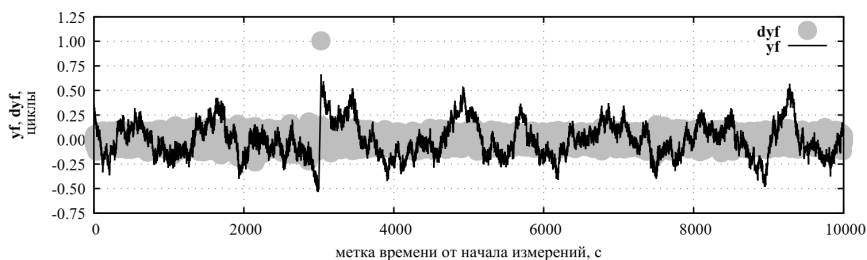 1.25
1.00
0.75
0.50
0.25
0.00
-0.25
-0.50
-0.75
yf, dyf,
циклы
dyf
yf
0 2000 4000 6000 8000 10000
метка времени от начала измерений, с